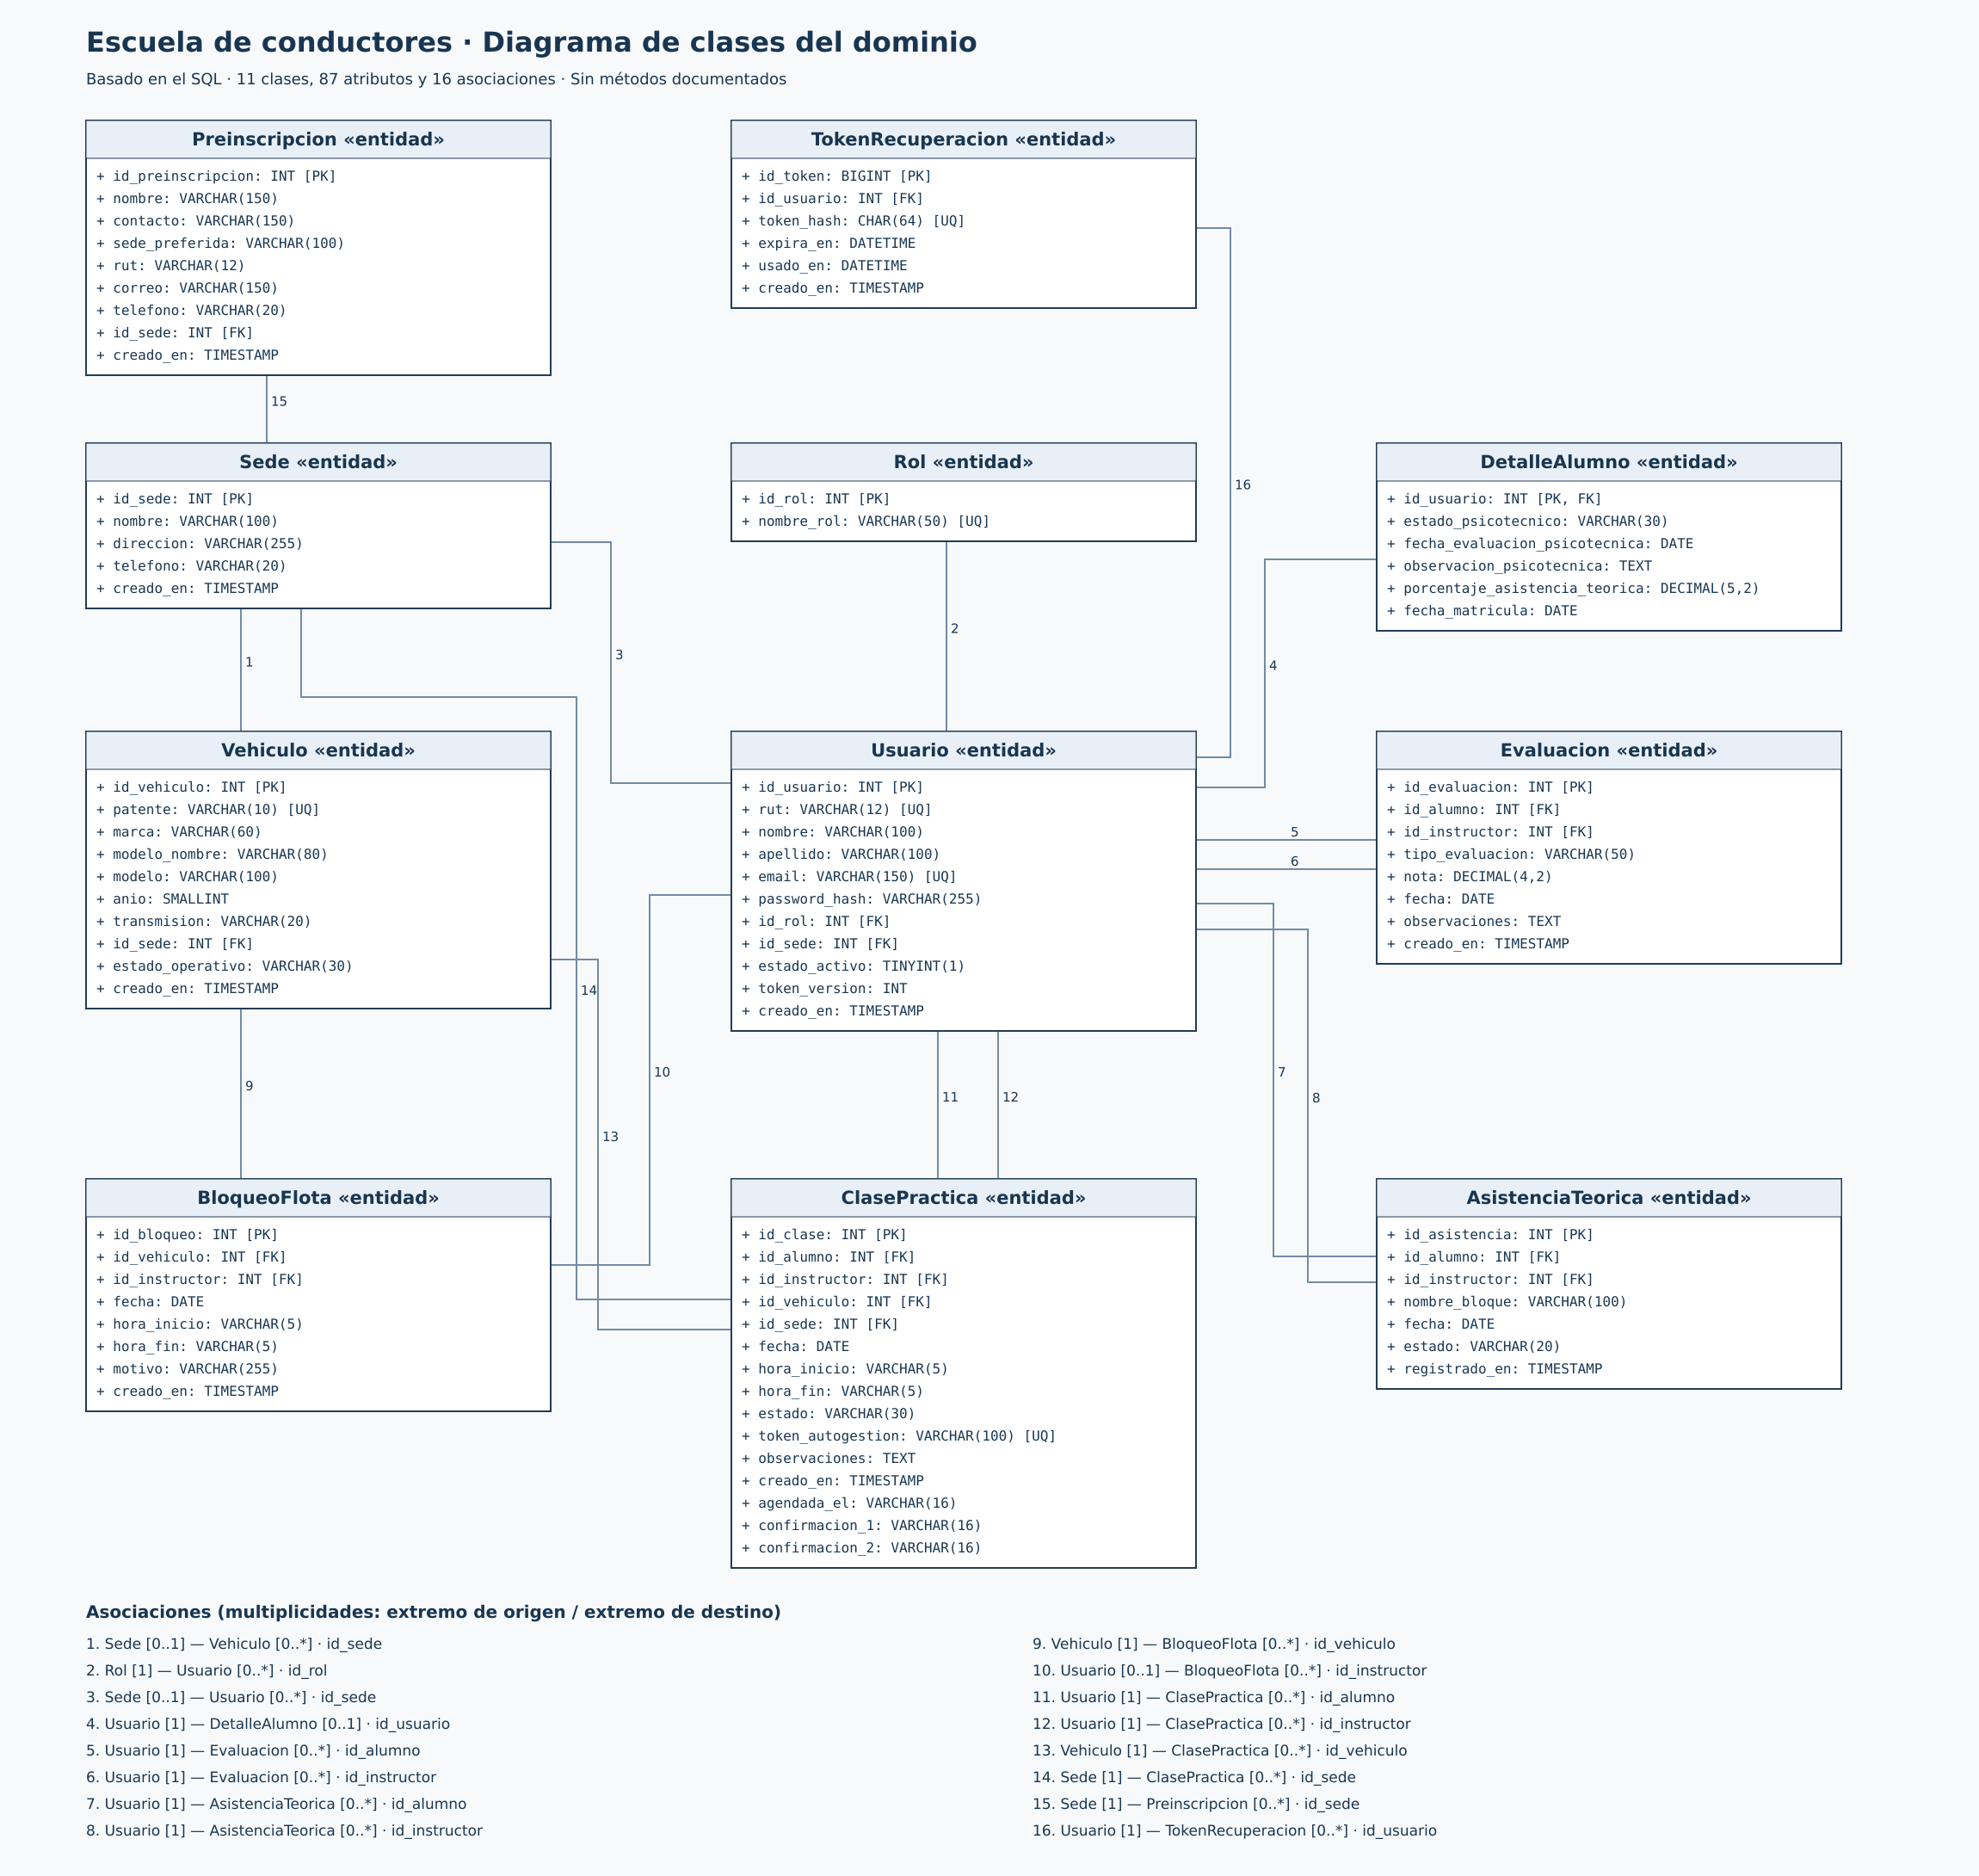 Escuela de conductores · Diagrama de clases del dominio
Basado en el SQL · 11 clases, 87 atributos y 16 asociaciones · Sin métodos documentados
Preinscripcion «entidad»
+ id_preinscripcion: INT [PK]
+ nombre: VARCHAR(150)
+ contacto: VARCHAR(150)
+ sede_preferida: VARCHAR(100)
+ rut: VARCHAR(12)
+ correo: VARCHAR(150)
+ telefono: VARCHAR(20)
+ id_sede: INT [FK]
+ creado_en: TIMESTAMP
TokenRecuperacion «entidad»
+ id_token: BIGINT [PK]
+ id_usuario: INT [FK]
+ token_hash: CHAR(64) [UQ]
+ expira_en: DATETIME
+ usado_en: DATETIME
+ creado_en: TIMESTAMP
15
Sede «entidad»
+ id_sede: INT [PK]
+ nombre: VARCHAR(100)
+ direccion: VARCHAR(255)
+ telefono: VARCHAR(20)
+ creado_en: TIMESTAMP
Rol «entidad»
+ id_rol: INT [PK]
+ nombre_rol: VARCHAR(50) [UQ]
16
DetalleAlumno «entidad»
+ id_usuario: INT [PK, FK]
+ estado_psicotecnico: VARCHAR(30)
+ fecha_evaluacion_psicotecnica: DATE
+ observacion_psicotecnica: TEXT
+ porcentaje_asistencia_teorica: DECIMAL(5,2)
+ fecha_matricula: DATE
1
3
2
4
Vehiculo «entidad»
+ id_vehiculo: INT [PK]
+ patente: VARCHAR(10) [UQ]
+ marca: VARCHAR(60)
+ modelo_nombre: VARCHAR(80)
+ modelo: VARCHAR(100)
+ anio: SMALLINT
+ transmision: VARCHAR(20)
+ id_sede: INT [FK]
+ estado_operativo: VARCHAR(30)
+ creado_en: TIMESTAMP
14
Usuario «entidad»
+ id_usuario: INT [PK]
+ rut: VARCHAR(12) [UQ]
+ nombre: VARCHAR(100)
+ apellido: VARCHAR(100)
+ email: VARCHAR(150) [UQ]
+ password_hash: VARCHAR(255)
+ id_rol: INT [FK]
+ id_sede: INT [FK]
+ estado_activo: TINYINT(1)
+ token_version: INT
+ creado_en: TIMESTAMP
5
6
Evaluacion «entidad»
+ id_evaluacion: INT [PK]
+ id_alumno: INT [FK]
+ id_instructor: INT [FK]
+ tipo_evaluacion: VARCHAR(50)
+ nota: DECIMAL(4,2)
+ fecha: DATE
+ observaciones: TEXT
+ creado_en: TIMESTAMP
9
13
10
11
12
7
8
BloqueoFlota «entidad»
+ id_bloqueo: INT [PK]
+ id_vehiculo: INT [FK]
+ id_instructor: INT [FK]
+ fecha: DATE
+ hora_inicio: VARCHAR(5)
+ hora_fin: VARCHAR(5)
+ motivo: VARCHAR(255)
+ creado_en: TIMESTAMP
ClasePractica «entidad»
+ id_clase: INT [PK]
+ id_alumno: INT [FK]
+ id_instructor: INT [FK]
+ id_vehiculo: INT [FK]
+ id_sede: INT [FK]
+ fecha: DATE
+ hora_inicio: VARCHAR(5)
+ hora_fin: VARCHAR(5)
+ estado: VARCHAR(30)
+ token_autogestion: VARCHAR(100) [UQ]
+ observaciones: TEXT
+ creado_en: TIMESTAMP
+ agendada_el: VARCHAR(16)
+ confirmacion_1: VARCHAR(16)
+ confirmacion_2: VARCHAR(16)
AsistenciaTeorica «entidad»
+ id_asistencia: INT [PK]
+ id_alumno: INT [FK]
+ id_instructor: INT [FK]
+ nombre_bloque: VARCHAR(100)
+ fecha: DATE
+ estado: VARCHAR(20)
+ registrado_en: TIMESTAMP
Asociaciones (multiplicidades: extremo de origen / extremo de destino)
1. Sede [0..1] — Vehiculo [0..*] · id_sede
2. Rol [1] — Usuario [0..*] · id_rol
3. Sede [0..1] — Usuario [0..*] · id_sede
4. Usuario [1] — DetalleAlumno [0..1] · id_usuario
5. Usuario [1] — Evaluacion [0..*] · id_alumno
6. Usuario [1] — Evaluacion [0..*] · id_instructor
7. Usuario [1] — AsistenciaTeorica [0..*] · id_alumno
8. Usuario [1] — AsistenciaTeorica [0..*] · id_instructor
9. Vehiculo [1] — BloqueoFlota [0..*] · id_vehiculo
10. Usuario [0..1] — BloqueoFlota [0..*] · id_instructor
11. Usuario [1] — ClasePractica [0..*] · id_alumno
12. Usuario [1] — ClasePractica [0..*] · id_instructor
13. Vehiculo [1] — ClasePractica [0..*] · id_vehiculo
14. Sede [1] — ClasePractica [0..*] · id_sede
15. Sede [1] — Preinscripcion [0..*] · id_sede
16. Usuario [1] — TokenRecuperacion [0..*] · id_usuario